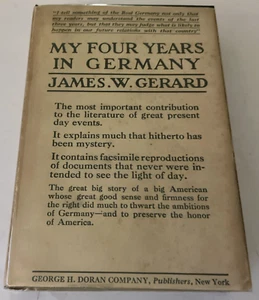 "I tell something of the Real Germany not only that
my readers may understand the events of the last
three years, but that they may judge what is likely to
happen in our future relations with that country"
MY FOUR YEARS
IN GERMANY
JAMES. W. GERARD
The most important contribution
to the literature of great present
day events.
It explains much that hitherto has
been mystery.
It contains facsimile reproductions
of documents that never were in-
tended to see the light of day.
The great big story of a big American
whose great good sense and firmness for
the right did much to thwart the ambitions
of Germany—and to preserve the honor
of America.
GEORGE H. DORAN COMPANY, Publishers, New York